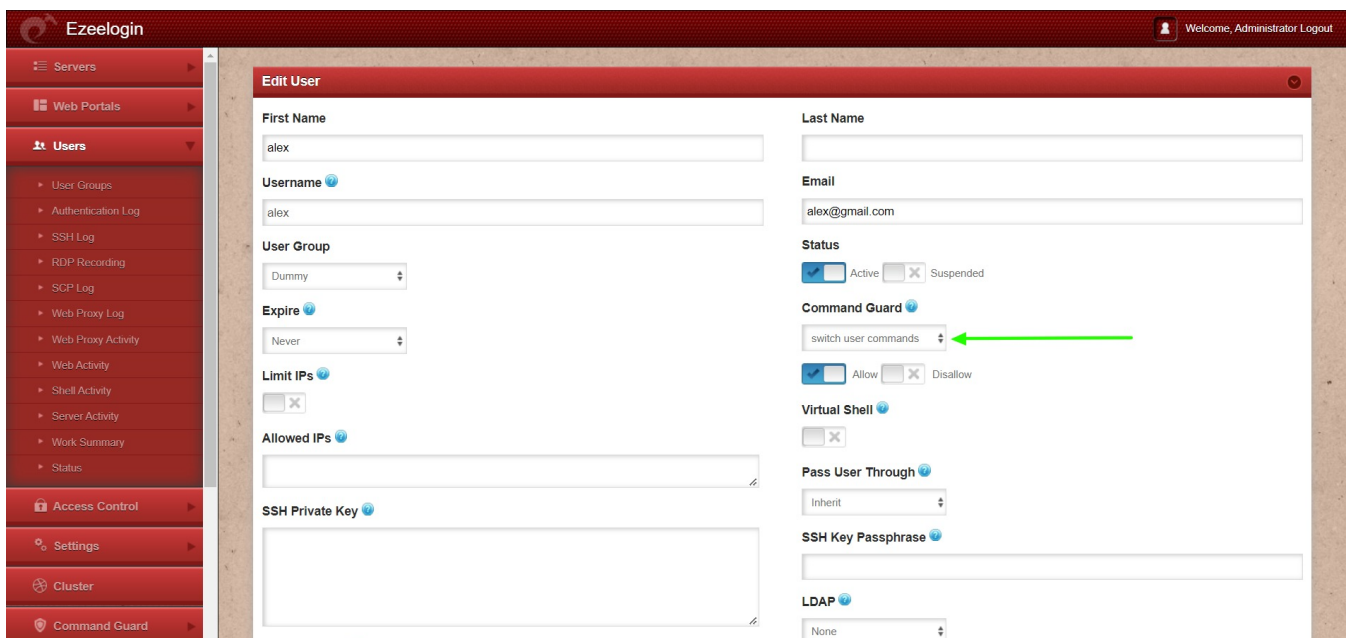 Ezeelogin
Welcome, Administrator Logout
Servers
Web Portals
Users
User Groups
Authentication Log
SSH Log
RDP Recording
SCP Log
Web Proxy Log
Web Proxy Activity
Web Activity
Shell Activity
Server Activity
Work Summary
Status
Access Control
Settings
Cluster
Command Guard
Edit User
First Name
alex
Username
alex
User Group
Dummy
Expire
Never
Limit IPs
Allowed IPs
SSH Private Key
Last Name
Email
alex@gmail.com
Status
Active Suspended
Command Guard
switch user commands
Allow Disallow
Virtual Shell
Pass User Through
Inherit
SSH Key Passphrase
LDAP
None